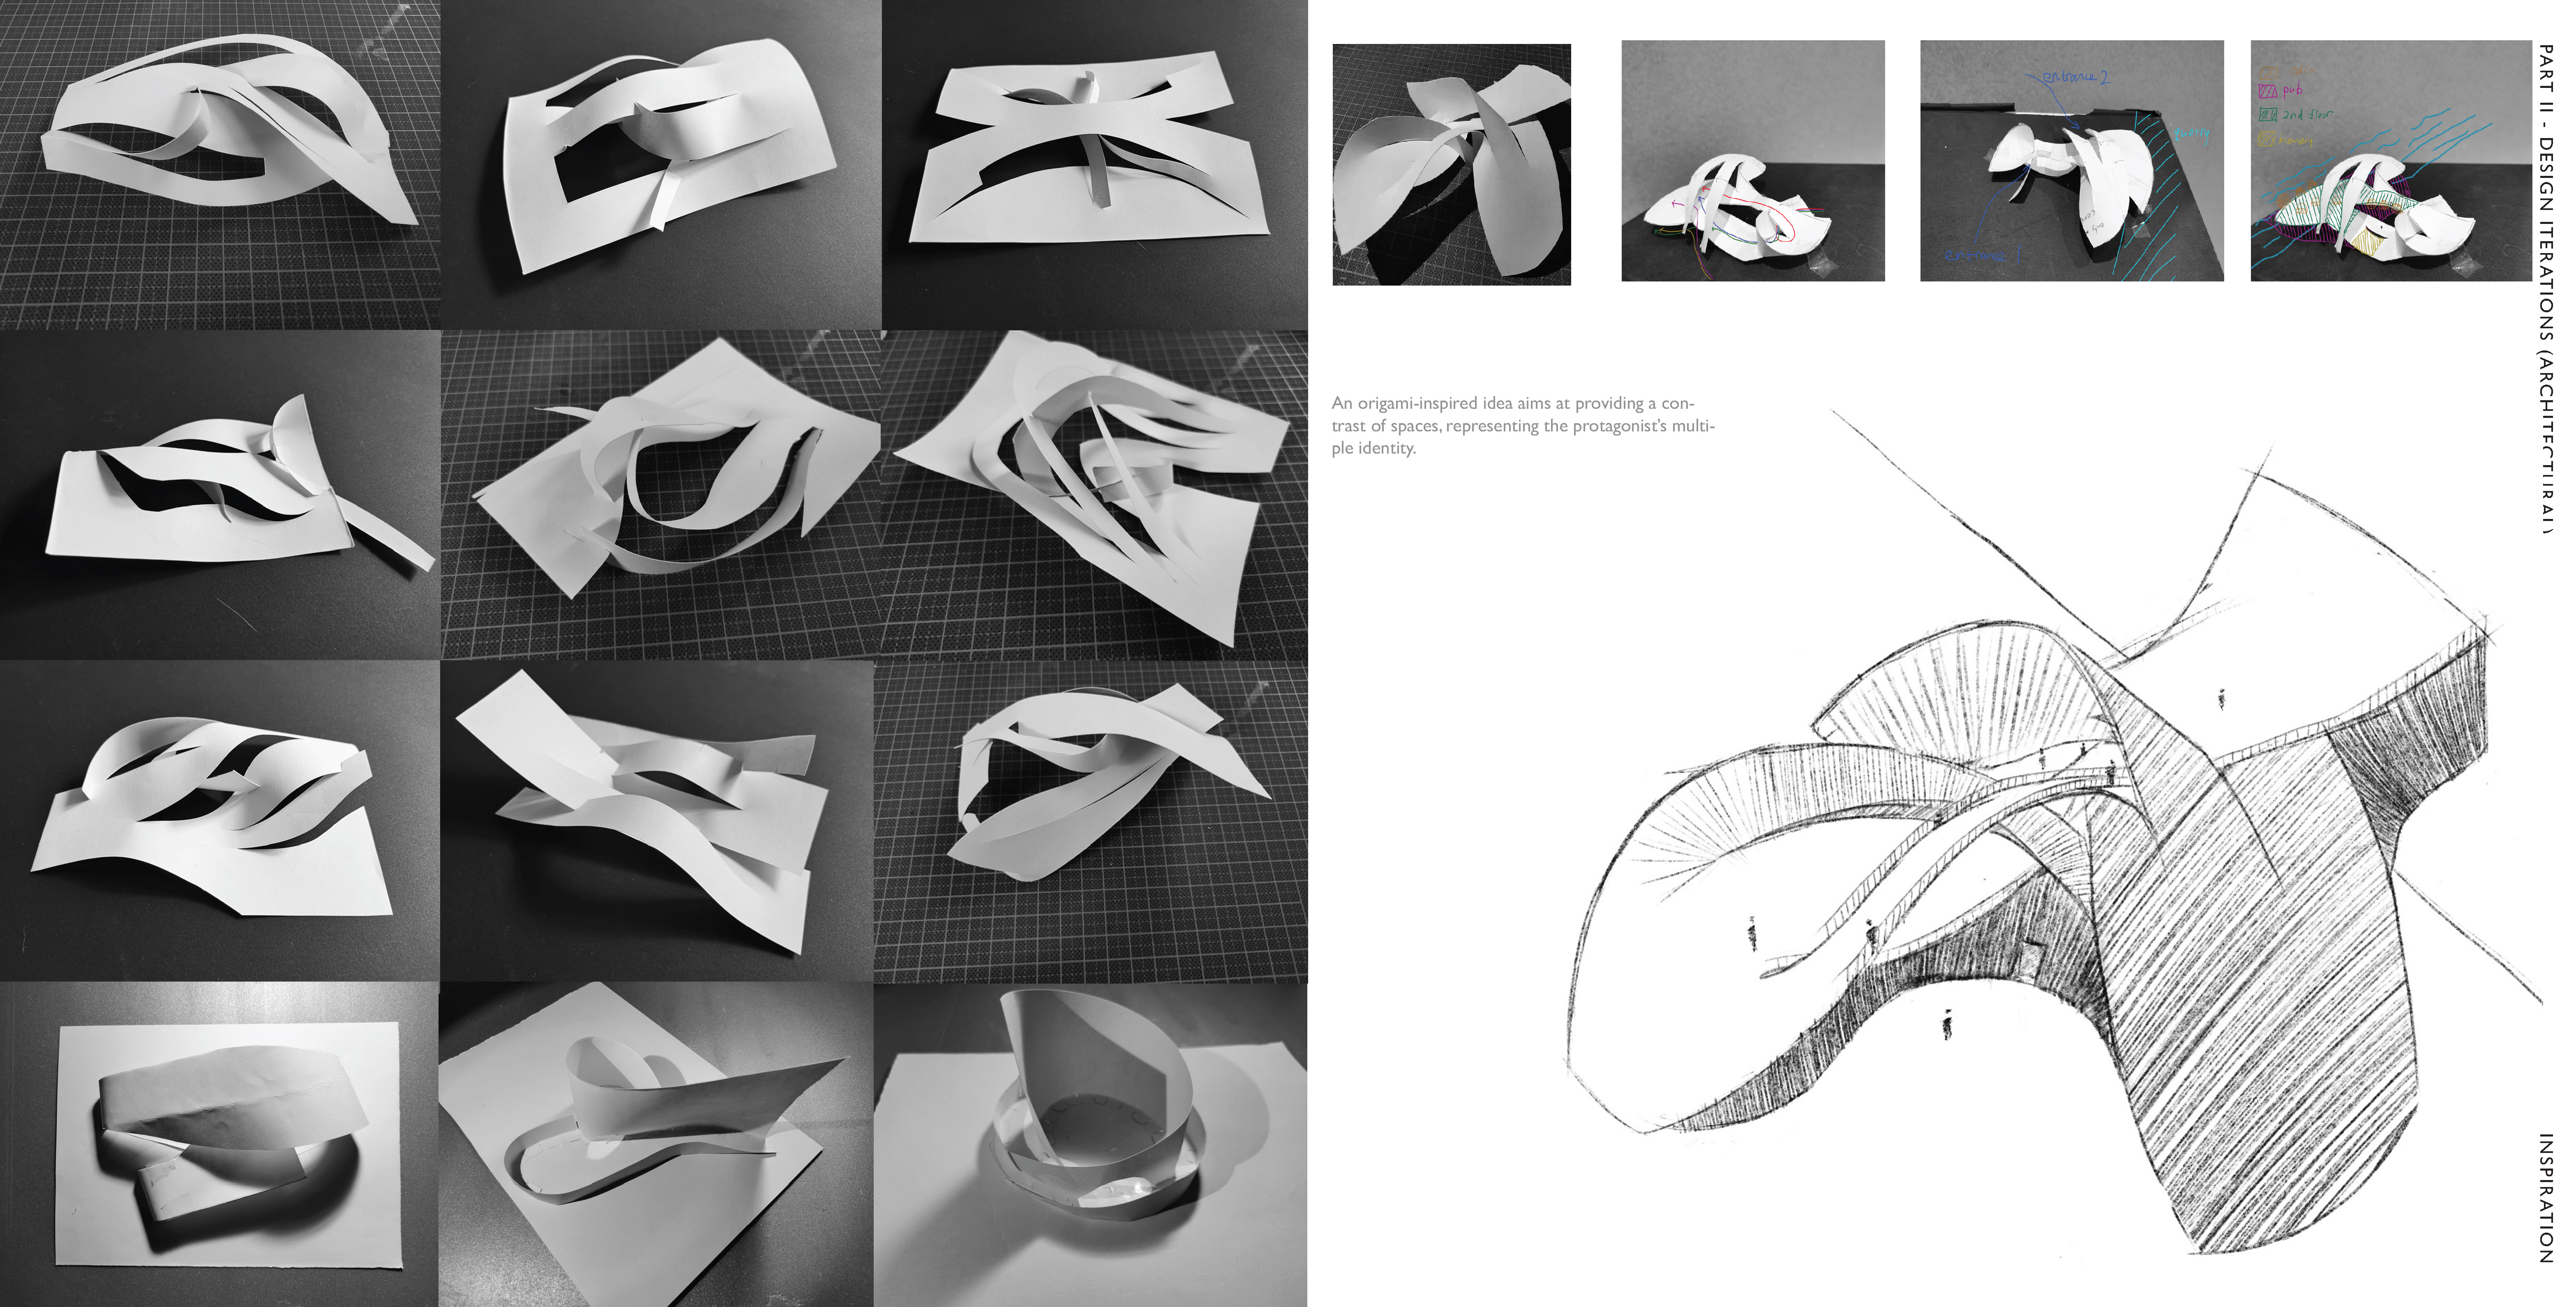 entrance 2
entrance 1
pub
2nd floor
An origami-inspired idea aims at providing a con-
trast of spaces, representing the protagonist's multi-
ple identity.
PART II - DESIGN ITERATIONS (ARCHITECTURAL)
INSPIRATION